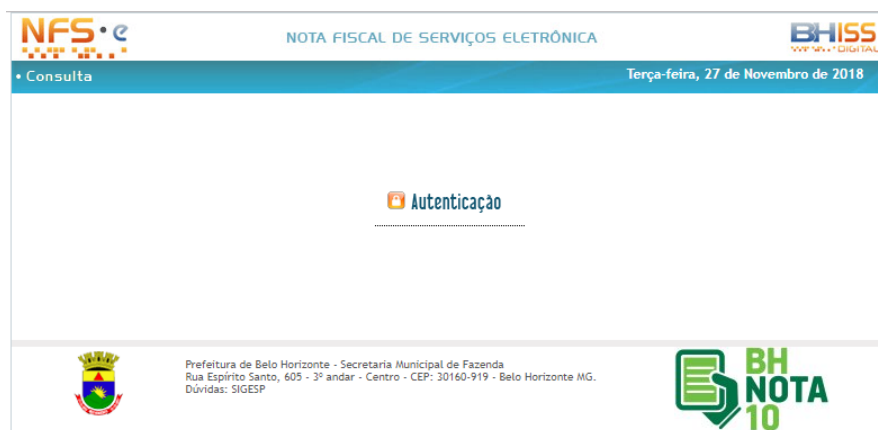 NFS-e
NOTA FISCAL DE SERVIÇOS ELETRÔNICA
BHISS
DIGITAL
• Consulta
Terça-feira, 27 de Novembro de 2018
Autenticação
Prefeitura de Belo Horizonte - Secretaria Municipal de Fazenda
Rua Espírito Santo, 605 - 3º andar - Centro - CEP: 30160-919 - Belo Horizonte MG.
Dúvidas: SIGESP
BH
NOTA
10